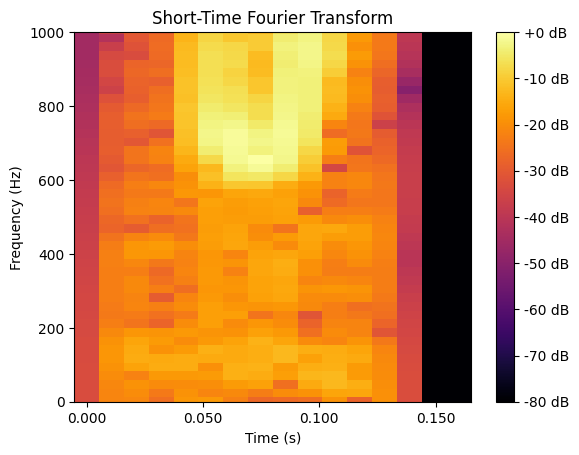 Short-Time Fourier Transform
1000
800
600
400
200
0
Frequency (Hz)
0.000
0.050
0.100
0.150
Time (s)
+0 dB
-10 dB
-20 dB
-30 dB
-40 dB
-50 dB
-60 dB
-70 dB
-80 dB